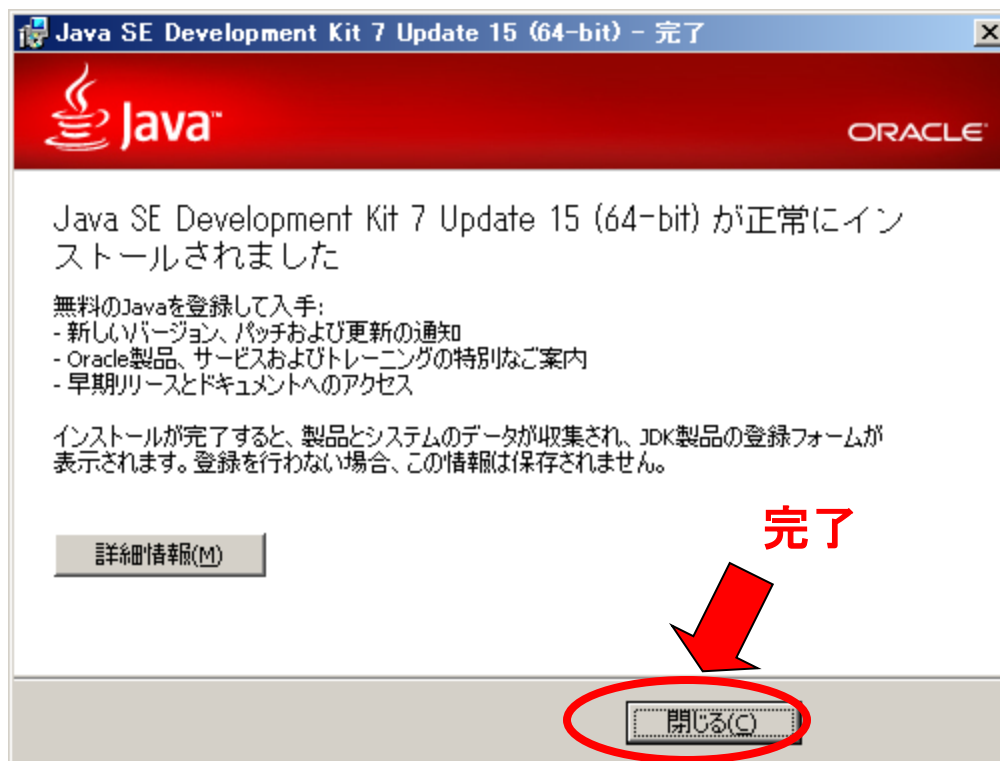 Java SE Development Kit 7 Update 15 (64-bit) - 完了
Java™
ORACLE
Java SE Development Kit 7 Update 15 (64-bit) が正常にイン
ストールされました
無料のJavaを登録して入手:
- 新しいバージョン、パッチおよび更新の通知
- Oracle製品、サービスおよびトレーニングの特別なご案内
- 早期リリースとドキュメントへのアクセス
インストールが完了すると、製品とシステムのデータが収集され、JDK製品の登録フォームが
表示されます。登録を行わない場合、この情報は保存されません。
完了
詳細情報(M)
閉じる(C)